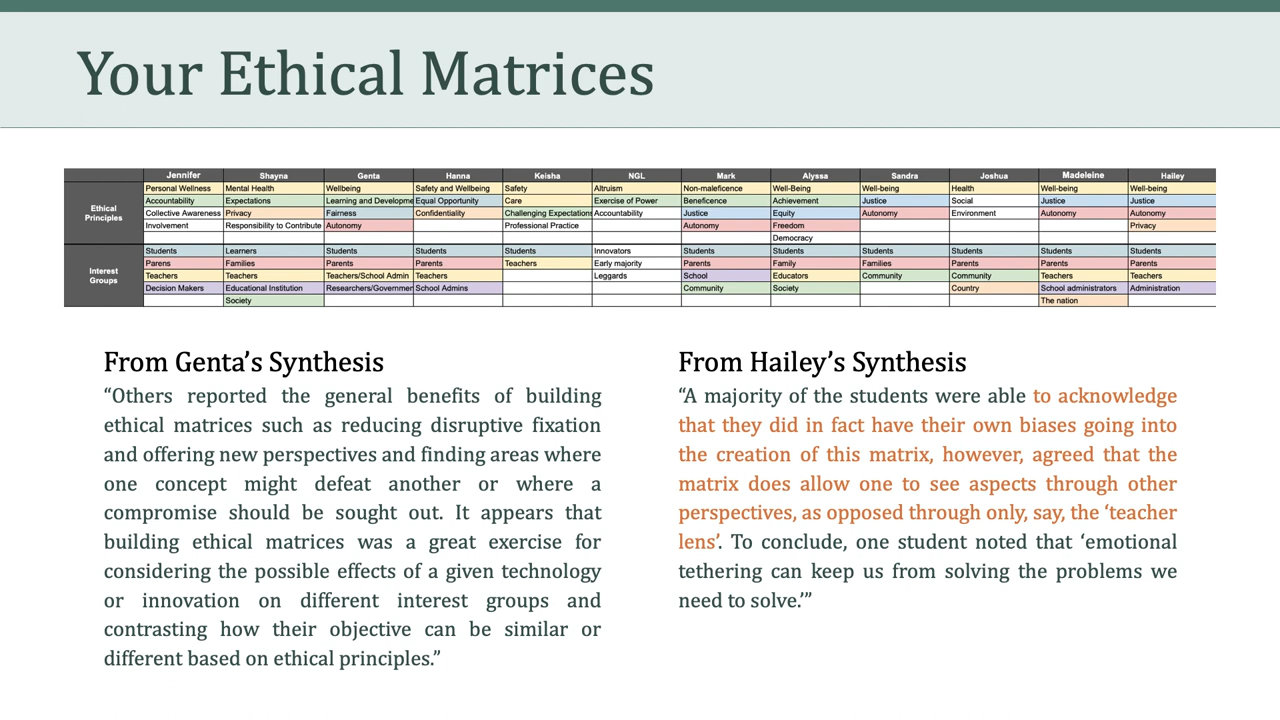 Your Ethical Matrices
Jennifer Shayna Genta Hanna Keisha NGL Mark Alyssa Sandra Joshua Madeleine Hailey
Ethical Principles
Personal Wellness Mental Health Wellbeing Safety and Wellbeing Safety Altruism Non-maleficence Well-Being Well-being Health Well-being Well-being
Accountability Expectations Learning and Developme Equal Opportunity Care Exercise of Power Beneficence Achievement Justice Social Justice Justice
Collective Awareness Privacy Fairness Confidentiality Challenging Expectations Accountability Justice Equity Autonomy Environment Autonomy Autonomy
Involvement Responsibility to Contribute Autonomy Professional Practice Autonomy Freedom Privacy
Democracy
Interest Groups
Students Learners Students Students Students Innovators Students Students Students Students Students Students
Parens Families Parents Parents Teachers Early majority Parents Family Families Parents Parents Parents
Teachers Teachers Teachers/School Admin Teachers Leggards School Educators Community Community Teachers Teachers
Decision Makers Educational Institution Researchers/Governmen School Admins Community Society Country School administrators Administration
Society The nation
From Genta’s Synthesis
“Others reported the general benefits of building
ethical matrices such as reducing disruptive fixation
and offering new perspectives and finding areas where
one concept might defeat another or where a
compromise should be sought out. It appears that
building ethical matrices was a great exercise for
considering the possible effects of a given technology
or innovation on different interest groups and
contrasting how their objective can be similar or
different based on ethical principles.”
From Hailey’s Synthesis
“A majority of the students were able to acknowledge
that they did in fact have their own biases going into
the creation of this matrix, however, agreed that the
matrix does allow one to see aspects through other
perspectives, as opposed through only, say, the ‘teacher
lens’. To conclude, one student noted that ‘emotional
tethering can keep us from solving the problems we
need to solve.’”